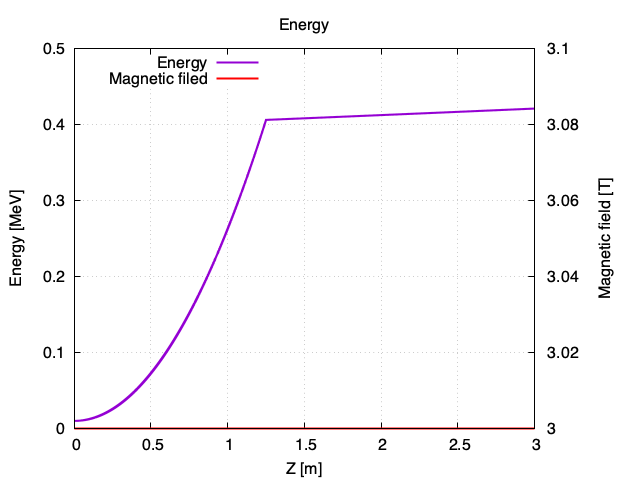 Energy
Energy
Magnetic filed
0.5
0.4
0.3
0.2
0.1
0
3.1
3.08
3.06
3.04
3.02
3
Energy [MeV]
Magnetic field [T]
0 0.5 1 1.5 2 2.5 3
Z [m]